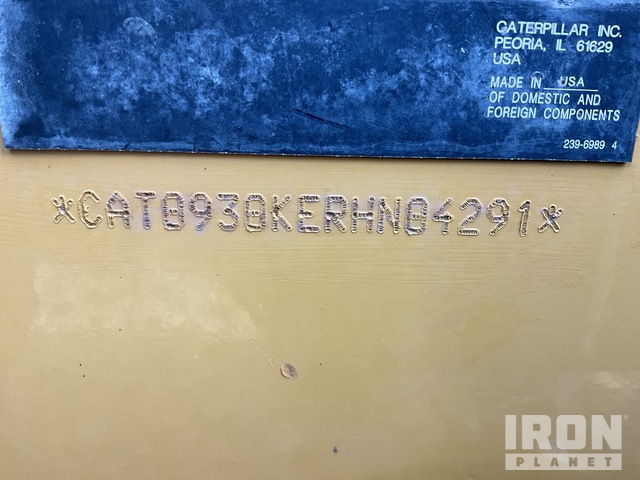 CATERPILLAR INC.
PEORIA, IL 61629
USA
MADE IN USA
OF DOMESTIC AND
FOREIGN COMPONENTS
239-6989 4
*CAT0930KERHN04291*
IRON
PLANET